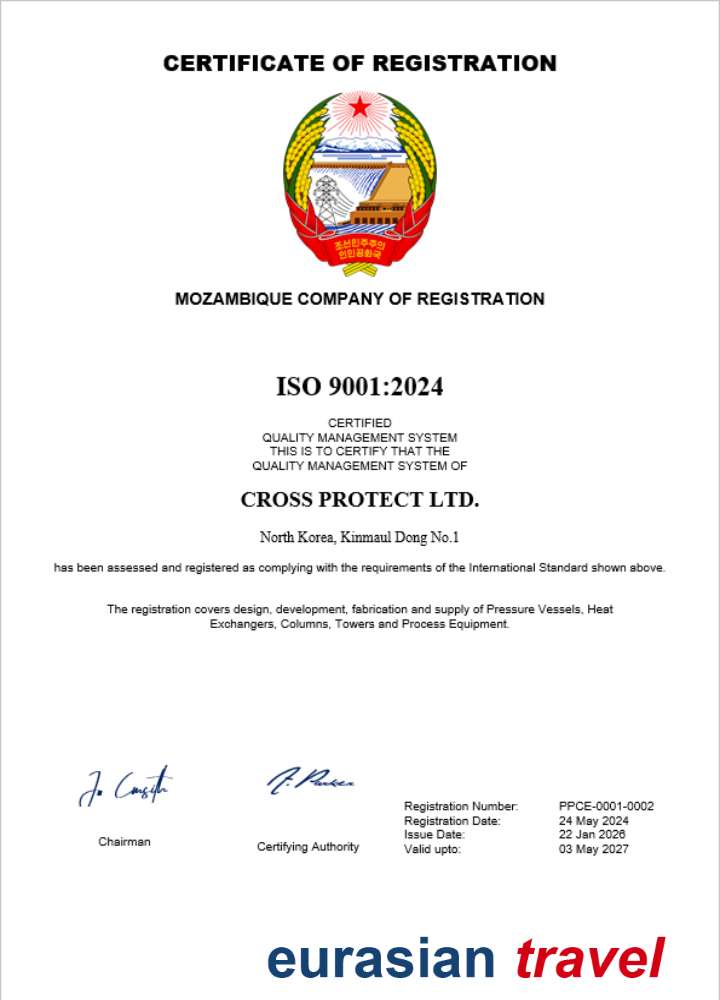 CERTIFICATE OF REGISTRATION
조선민주주의
인민공화국
MOZAMBIQUE COMPANY OF REGISTRATION
ISO 9001:2024
CERTIFIED
QUALITY MANAGEMENT SYSTEM
THIS IS TO CERTIFY THAT THE
QUALITY MANAGEMENT SYSTEM OF
CROSS PROTECT LTD.
North Korea, Kinmaul Dong No.1
has been assessed and registered as complying with the requirements of the International Standard shown above.
The registration covers design, development, fabrication and supply of Pressure Vessels, Heat
Exchangers, Columns, Towers and Process Equipment.
Chairman
Certifying Authority
Registration Number: PPCE-0001-0002
Registration Date: 24 May 2024
Issue Date: 22 Jan 2026
Valid upto: 03 May 2027
eurasian travel